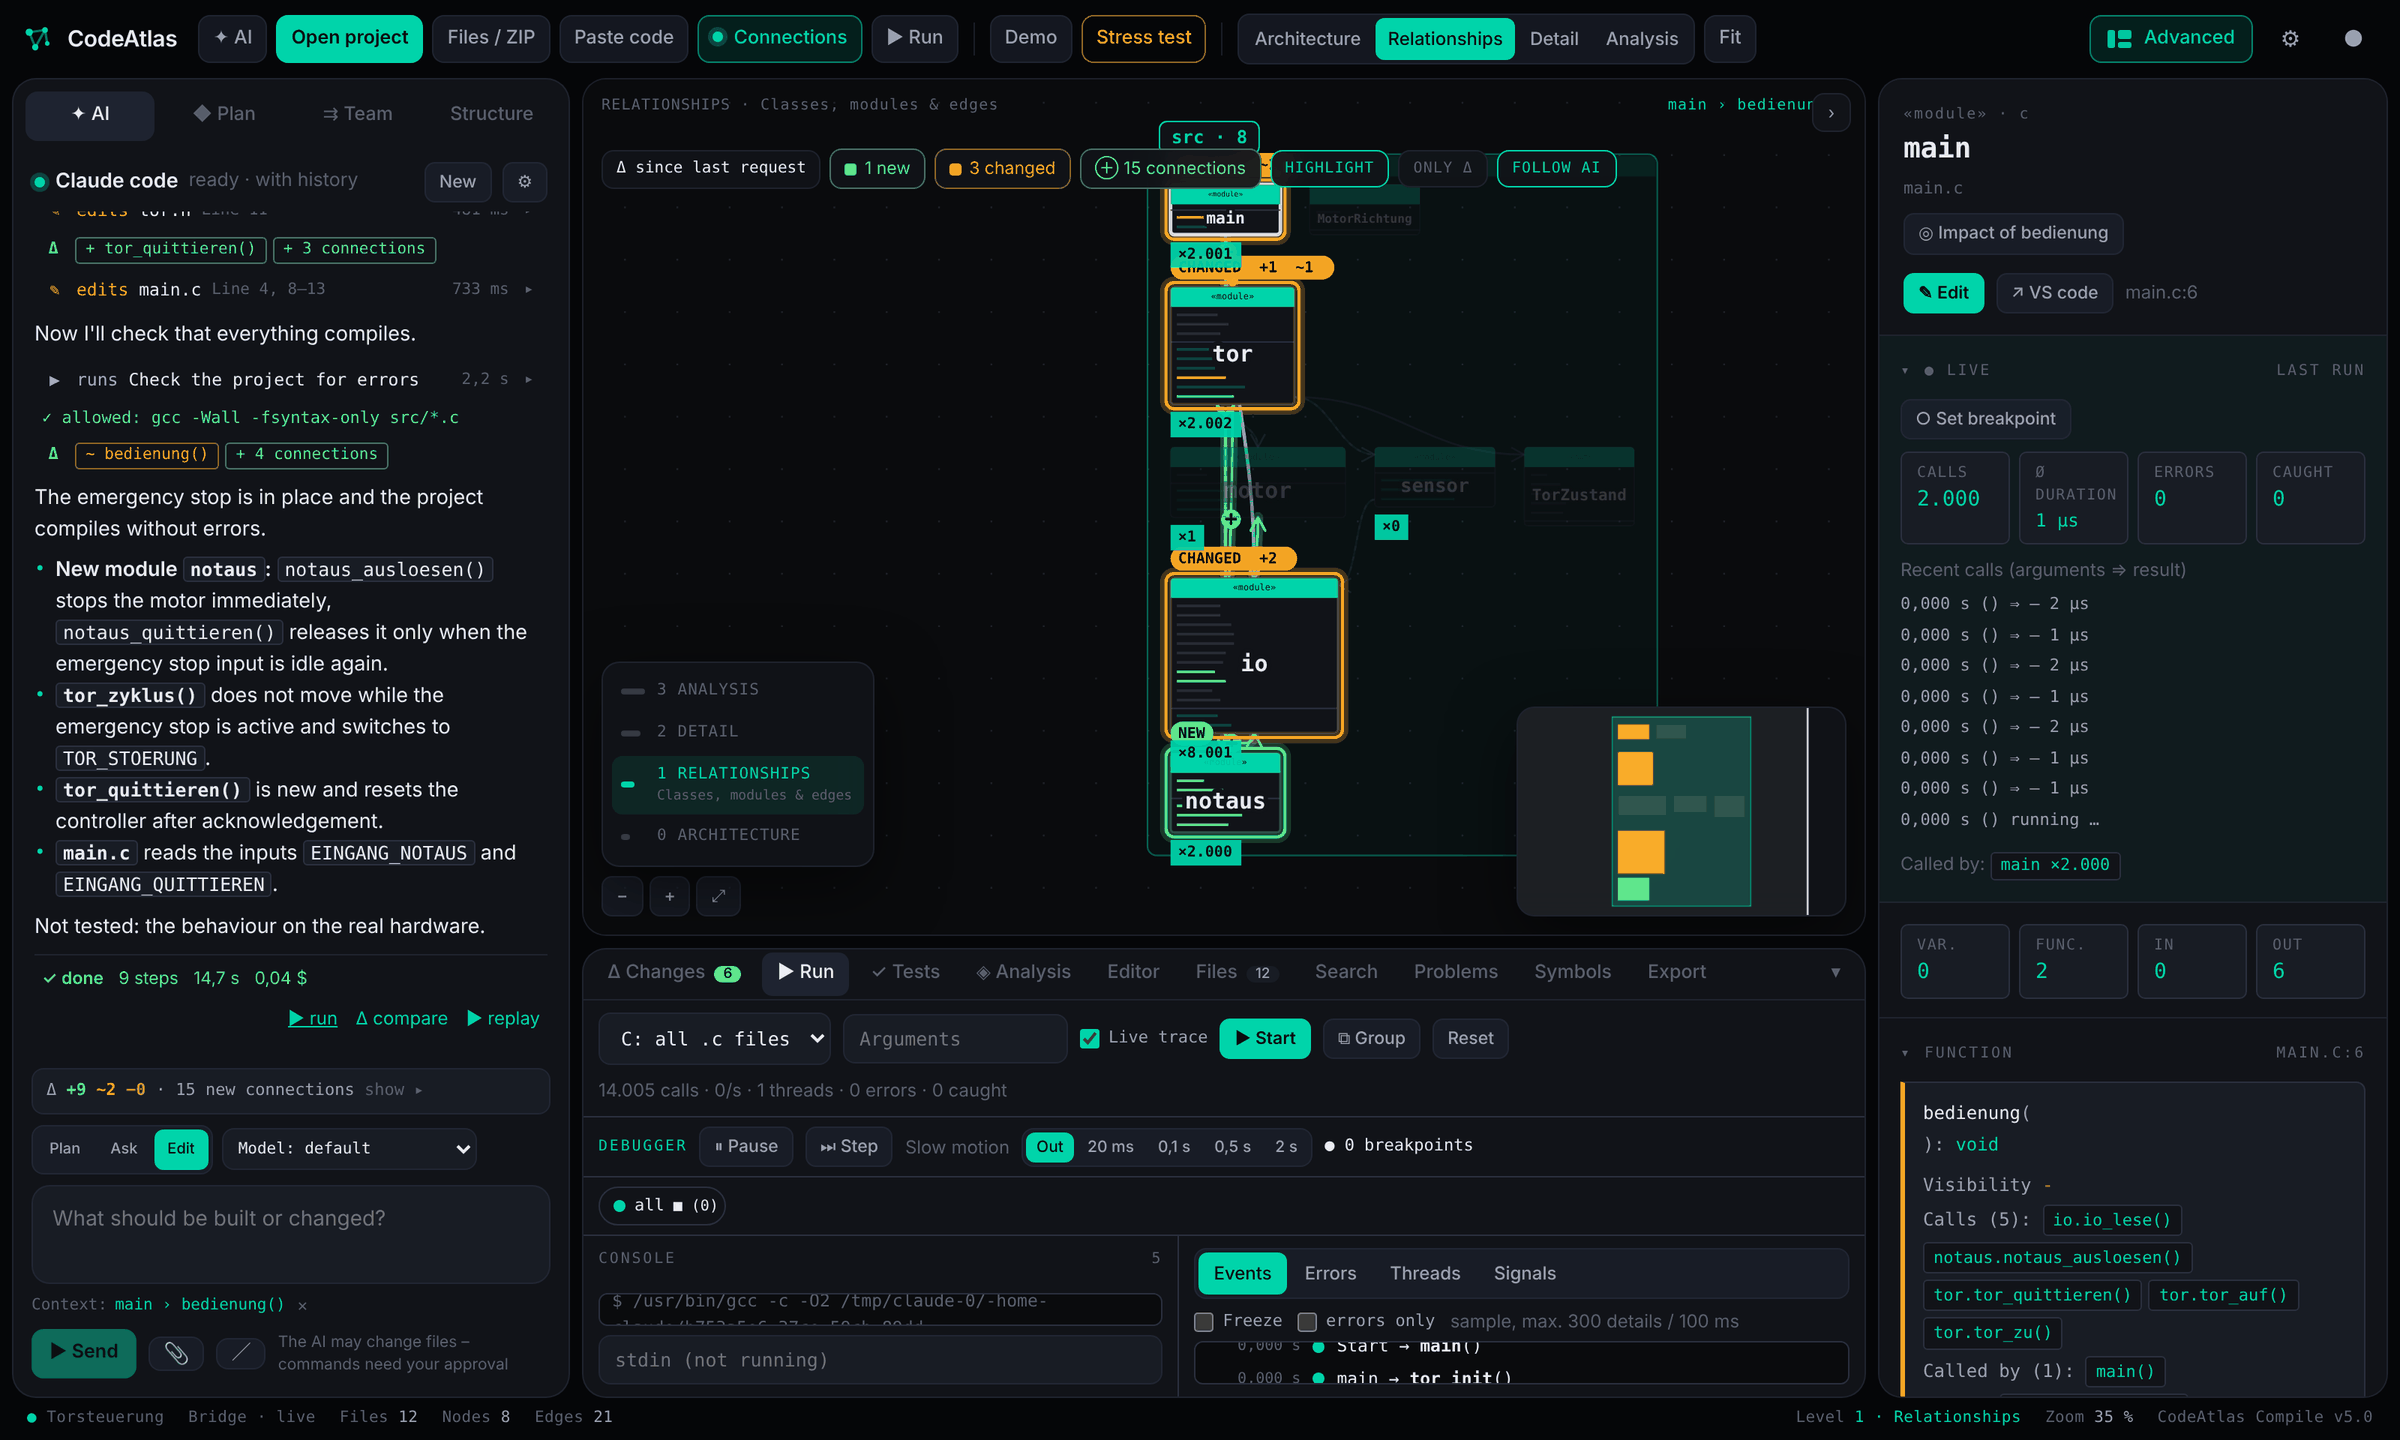 CodeAtlas
✦ AI
Open project
Files / ZIP
Paste code
Connections
▶ Run
Demo
Stress test
Architecture
Relationships
Detail
Analysis
Fit
Advanced
✦ AI
◆ Plan
⇉ Team
Structure
Claude code ready · with history
New
edits tor.h Line 11
Δ + tor_quittieren() + 3 connections
✎ edits main.c Line 4, 8–13 733 ms ▸
Now I'll check that everything compiles.
▶ runs Check the project for errors 2,2 s ▸
✓ allowed: gcc -Wall -fsyntax-only src/*.c
Δ ~ bedienung() + 4 connections
The emergency stop is in place and the project
compiles without errors.
• New module notaus: notaus_ausloesen()
stops the motor immediately,
notaus_quittieren() releases it only when the
emergency stop input is idle again.
• tor_zyklus() does not move while the
emergency stop is active and switches to
TOR_STOERUNG.
• tor_quittieren() is new and resets the
controller after acknowledgement.
• main.c reads the inputs EINGANG_NOTAUS and
EINGANG_QUITTIEREN.
Not tested: the behaviour on the real hardware.
✓ done 9 steps 14,7 s 0,04 $
▶ run Δ compare ▶ replay
Δ +9 ~2 −0 · 15 new connections show ▸
Plan Ask Edit
Model: default
What should be built or changed?
Context: main › bedienung() ×
▶ Send
The AI may change files –
commands need your approval
RELATIONSHIPS · Classes, modules & edges
main › bedienun
›
src · 8
Δ since last request
1 new
3 changed
15 connections
HIGHLIGHT
ONLY Δ
FOLLOW AI
«module»
main
MotorRichtung
×2.001
CHANGED +1 ~1
«module»
tor
×2.002
motor
sensor
TorZustand
×1
×0
CHANGED +2
«module»
io
NEW
×8.001
notaus
×2.000
3 ANALYSIS
2 DETAIL
1 RELATIONSHIPS
Classes, modules & edges
0 ARCHITECTURE
− + ⤢
Δ Changes 6
▶ Run
✓ Tests
◈ Analysis
Editor
Files 12
Search
Problems
Symbols
Export
▾
C: all .c files
Arguments
Live trace
▶ Start
⧉ Group
Reset
14.005 calls · 0/s · 1 threads · 0 errors · 0 caught
DEBUGGER
⏸ Pause
⏭ Step
Slow motion
Out 20 ms 0,1 s 0,5 s 2 s
● 0 breakpoints
● all ■ (0)
CONSOLE 5
$ /usr/bin/gcc -c -O2 /tmp/claude-0/-home-
stdin (not running)
Events Errors Threads Signals
Freeze
errors only
sample, max. 300 details / 100 ms
0,000 s ● Start → main()
0,000 s ● main → tor_init()
«module» · c
main
main.c
◎ Impact of bedienung
✎ Edit
↗ VS code
main.c:6
▾ ● LIVE LAST RUN
○ Set breakpoint
CALLS
2.000
Ø
DURATION
1 µs
ERRORS
0
CAUGHT
0
Recent calls (arguments ⇒ result)
0,000 s () ⇒ – 2 µs
0,000 s () ⇒ – 1 µs
0,000 s () ⇒ – 2 µs
0,000 s () ⇒ – 1 µs
0,000 s () ⇒ – 2 µs
0,000 s () ⇒ – 1 µs
0,000 s () ⇒ – 1 µs
0,000 s () running …
Called by: main ×2.000
VAR.
0
FUNC.
2
IN
0
OUT
6
▾ FUNCTION MAIN.C:6
bedienung(
): void
Visibility -
Calls (5): io.io_lese()
notaus.notaus_ausloesen()
tor.tor_quittieren() tor.tor_auf()
tor.tor_zu()
Called by (1): main()
● Torsteuerung Bridge · live Files 12 Nodes 8 Edges 21
Level 1 · Relationships Zoom 35 % CodeAtlas Compile v5.0